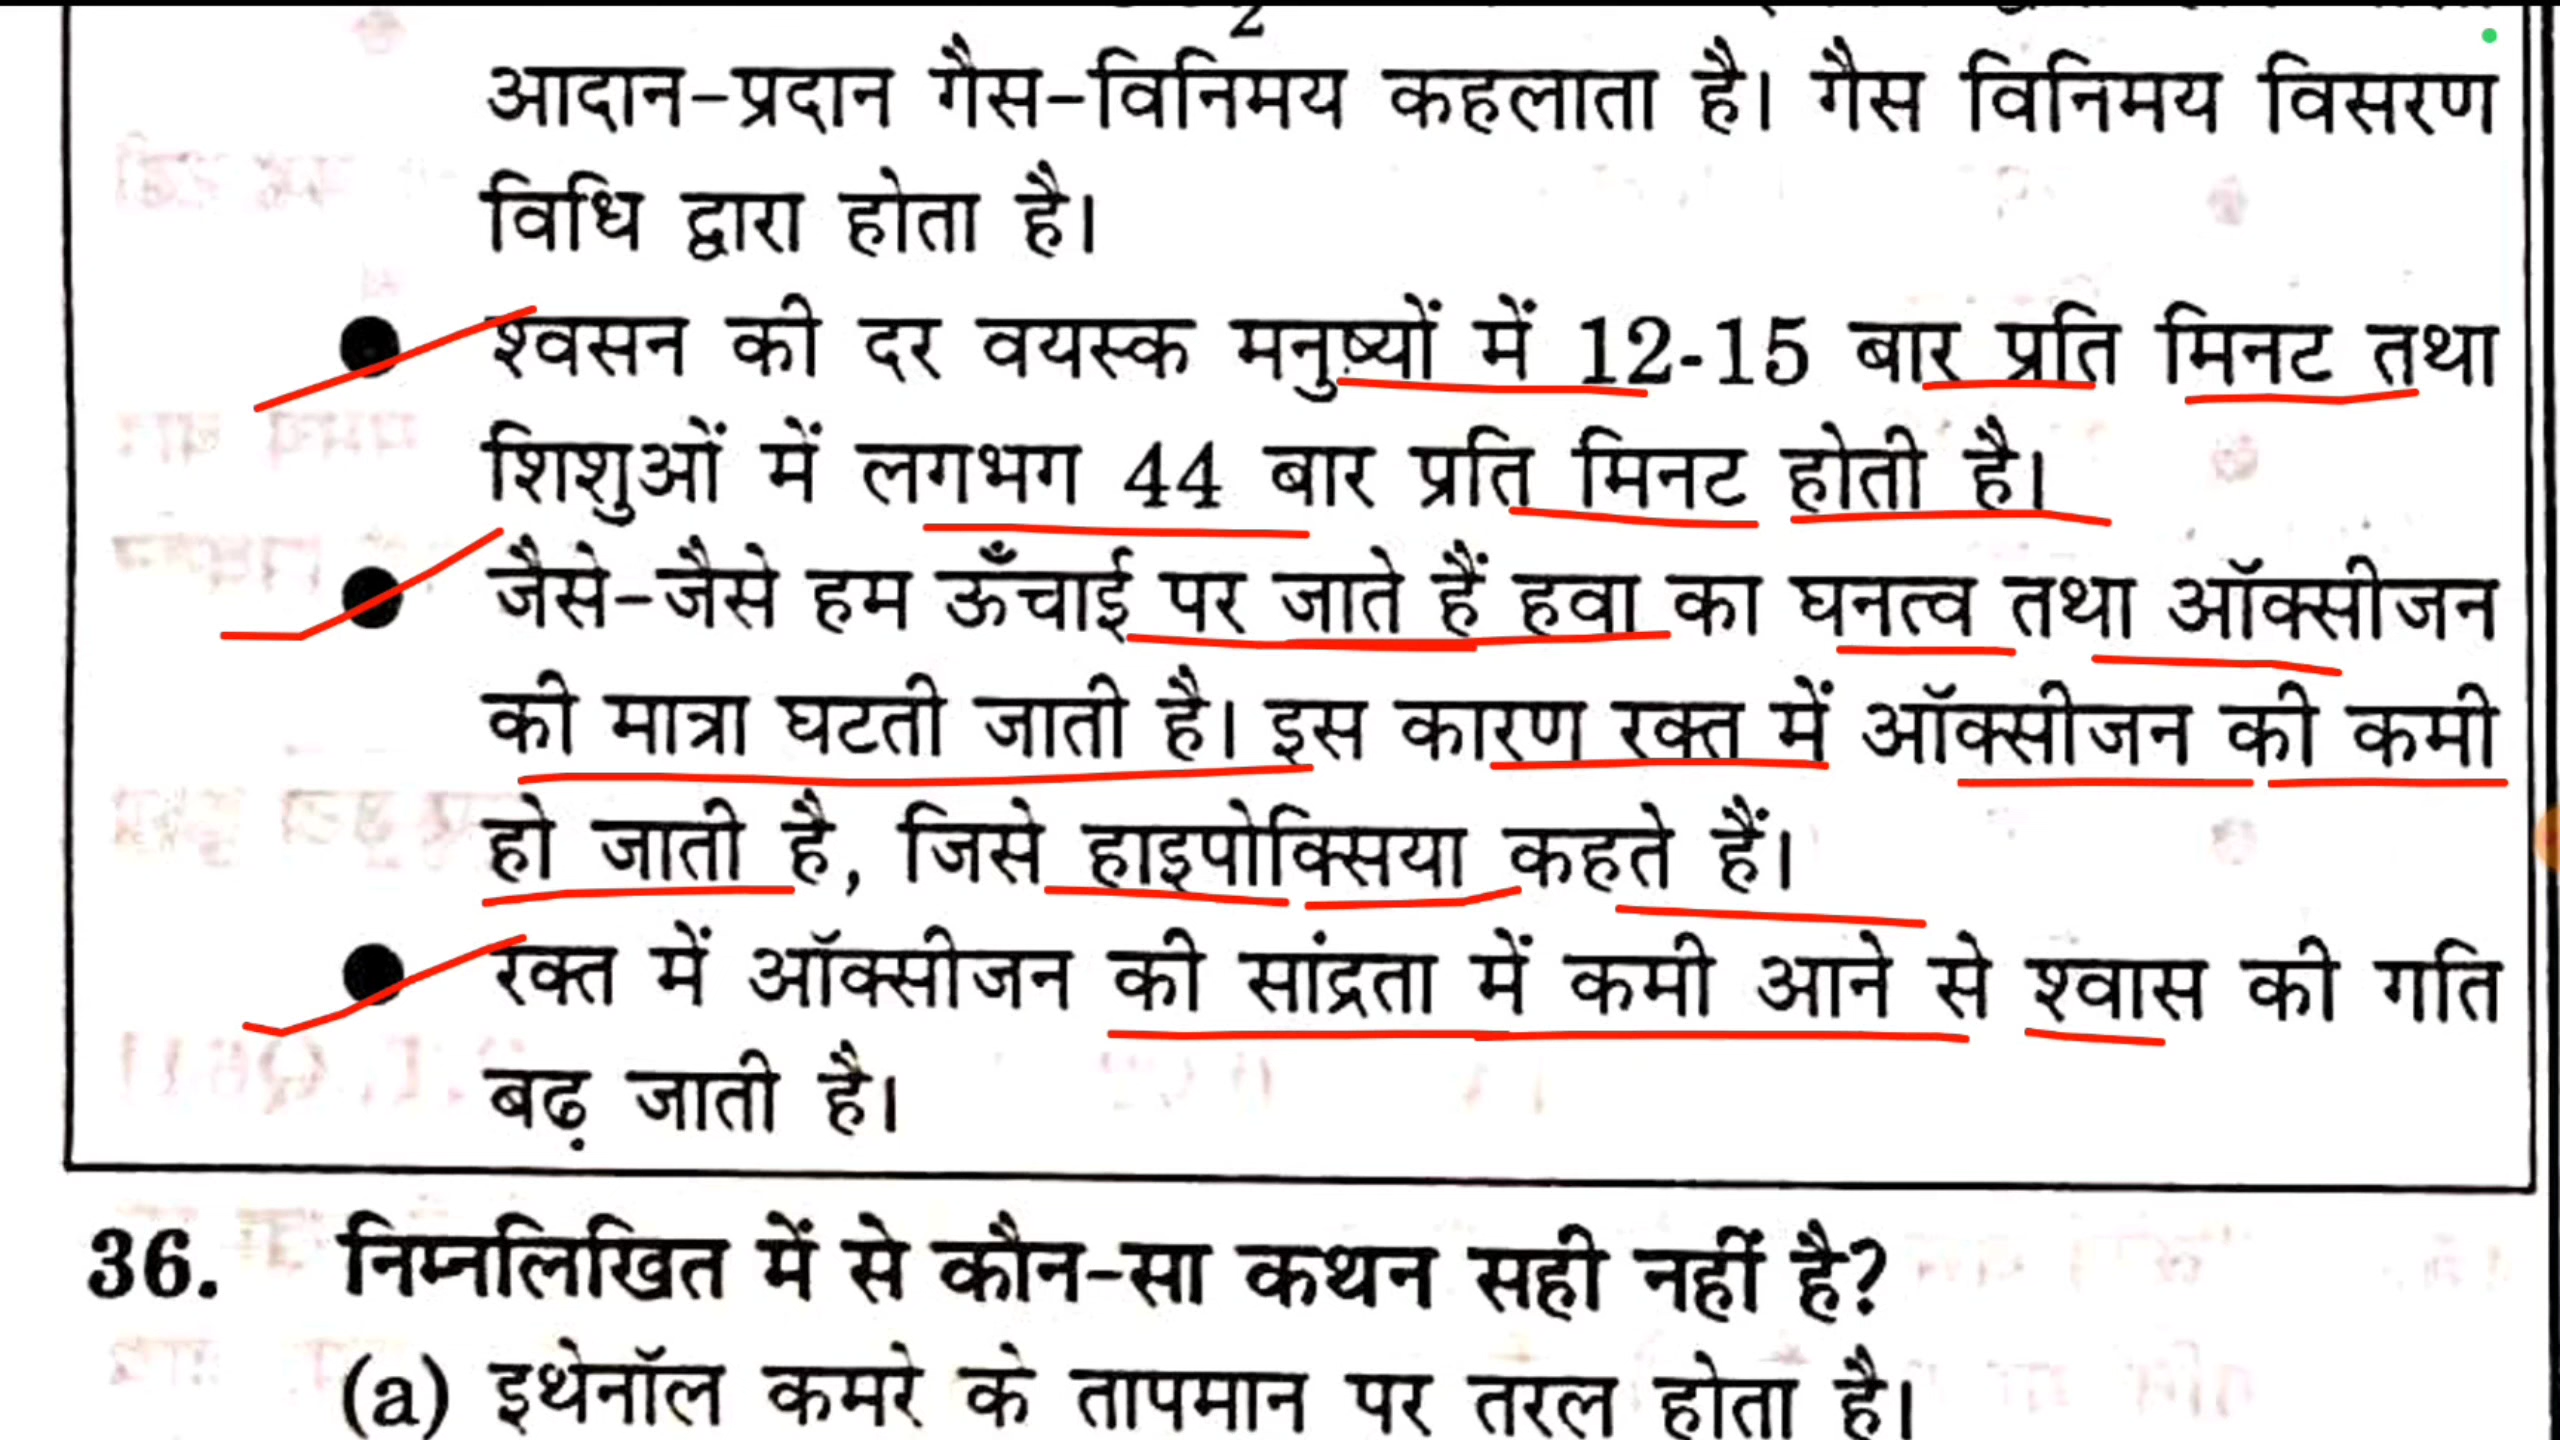 आदान-प्रदान गैस-विनिमय कहलाता है। गैस विनिमय विसरण
विधि द्वारा होता है।
● श्वसन की दर वयस्क मनुष्यों में 12-15 बार प्रति मिनट तथा
शिशुओं में लगभग 44 बार प्रति मिनट होती है।
● जैसे-जैसे हम ऊँचाई पर जाते हैं हवा का घनत्व तथा ऑक्सीजन
की मात्रा घटती जाती है। इस कारण रक्त में ऑक्सीजन की कमी
हो जाती है, जिसे हाइपोक्सिया कहते हैं।
● रक्त में ऑक्सीजन की सांद्रता में कमी आने से श्वास की गति
बढ़ जाती है।
36. निम्नलिखित में से कौन-सा कथन सही नहीं है?
(a) इथेनॉल कमरे के तापमान पर तरल होता है।